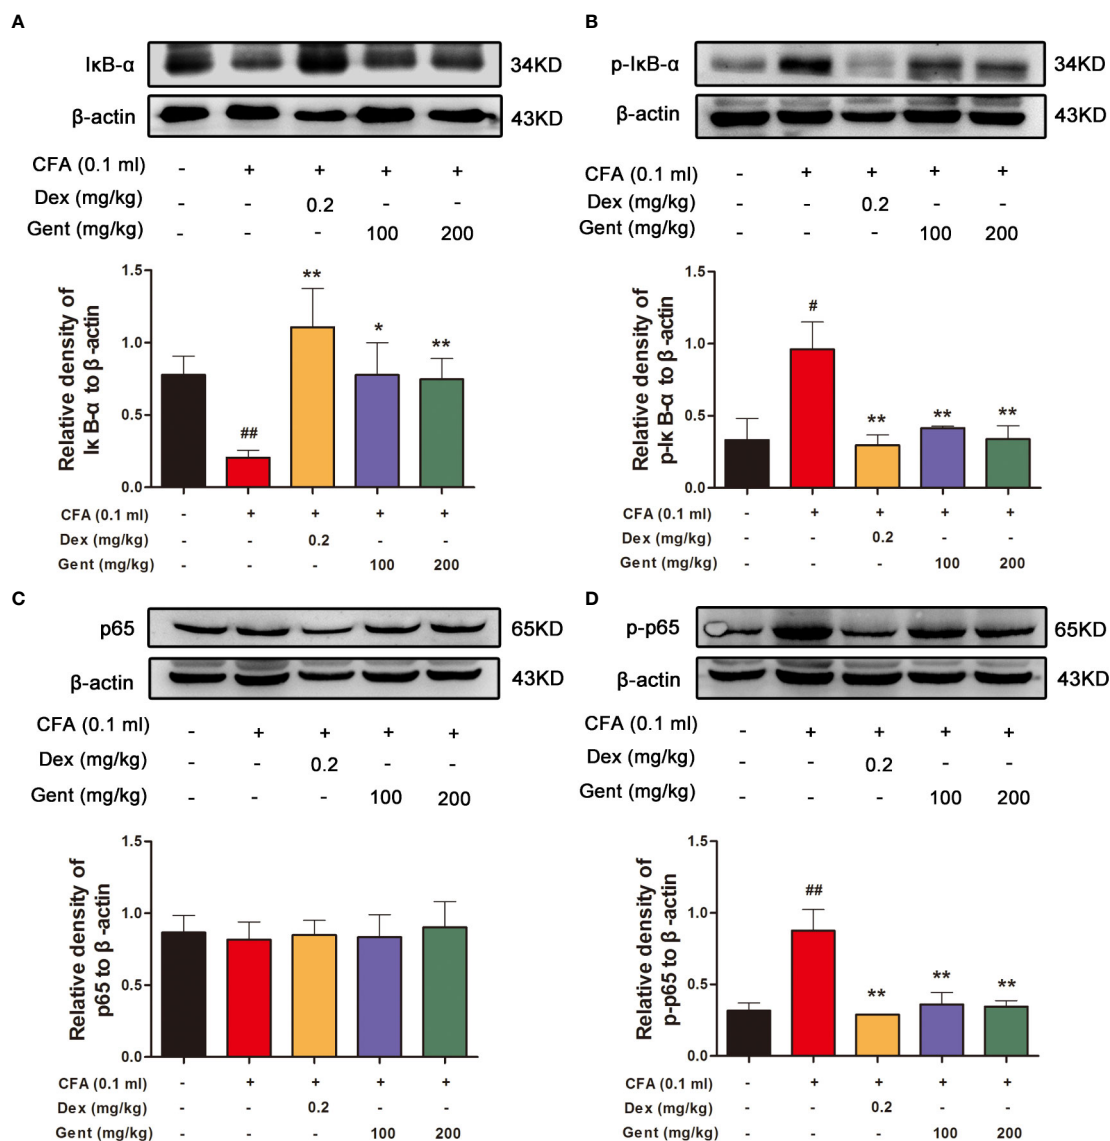 A
IκB-α 34KD
β-actin 43KD
CFA (0.1 ml) - + + + +
Dex (mg/kg) - - 0.2 - -
Gent (mg/kg) - - - 100 200
Relative density of
Iκ B-α to β -actin
1.5
1.0
0.5
0.0
## ** * **
CFA (0.1 ml) - + + + +
Dex (mg/kg) - - 0.2 - -
Gent (mg/kg) - - - 100 200
B
p-IκB-α 34KD
β-actin 43KD
CFA (0.1 ml) - + + + +
Dex (mg/kg) - - 0.2 - -
Gent (mg/kg) - - - 100 200
Relative density of
p-Iκ B-α to β -actin
1.5
1.0
0.5
0.0
# ** ** **
CFA (0.1 ml) - + + + +
Dex (mg/kg) - - 0.2 - -
Gent (mg/kg) - - - 100 200
C
p65 65KD
β-actin 43KD
CFA (0.1 ml) - + + + +
Dex (mg/kg) - - 0.2 - -
Gent (mg/kg) - - - 100 200
Relative density of
p65 to β -actin
1.5
1.0
0.5
0.0
CFA (0.1 ml) - + + + +
Dex (mg/kg) - - 0.2 - -
Gent (mg/kg) - - - 100 200
D
p-p65 65KD
β-actin 43KD
CFA (0.1 ml) - + + + +
Dex (mg/kg) - - 0.2 - -
Gent (mg/kg) - - - 100 200
Relative density of
p-p65 to β -actin
1.5
1.0
0.5
0.0
## ** ** **
CFA (0.1 ml) - + + + +
Dex (mg/kg) - - 0.2 - -
Gent (mg/kg) - - - 100 200